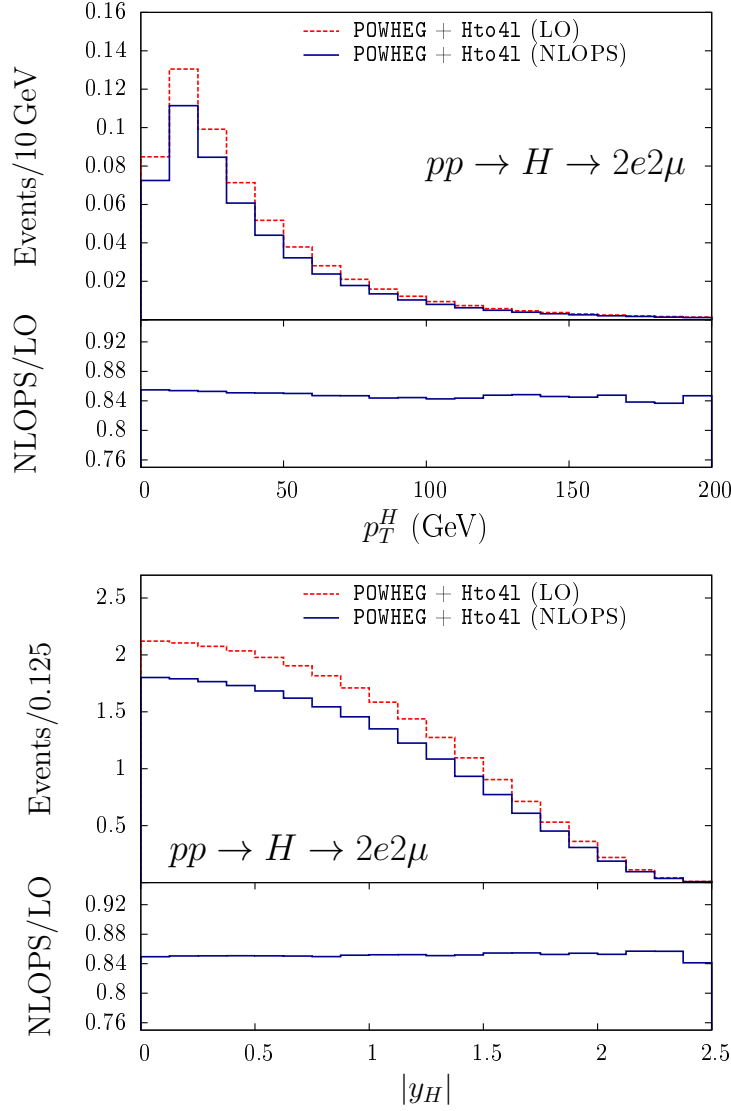 0.16
0.14
0.12
0.1
0.08
0.06
0.04
0.02
Events/10 GeV
POWHEG + Hto4l (LO)
POWHEG + Hto4l (NLOPS)
pp → H → 2e2μ
0.92
0.88
0.84
0.8
0.76
NLOPS/LO
0 50 100 150 200
p_T^H (GeV)
2.5
2
1.5
1
0.5
Events/0.125
POWHEG + Hto4l (LO)
POWHEG + Hto4l (NLOPS)
pp → H → 2e2μ
0.92
0.88
0.84
0.8
0.76
NLOPS/LO
0 0.5 1 1.5 2 2.5
|y_H|